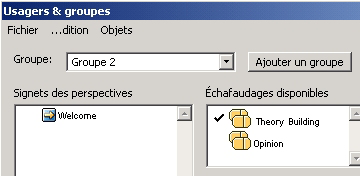 Usagers & groupes
Fichier ...dition Objets
Groupe: Groupe 2 Ajouter un groupe
Signets des perspectives Échafaudages disponibles
Welcome
Theory Building
Opinion